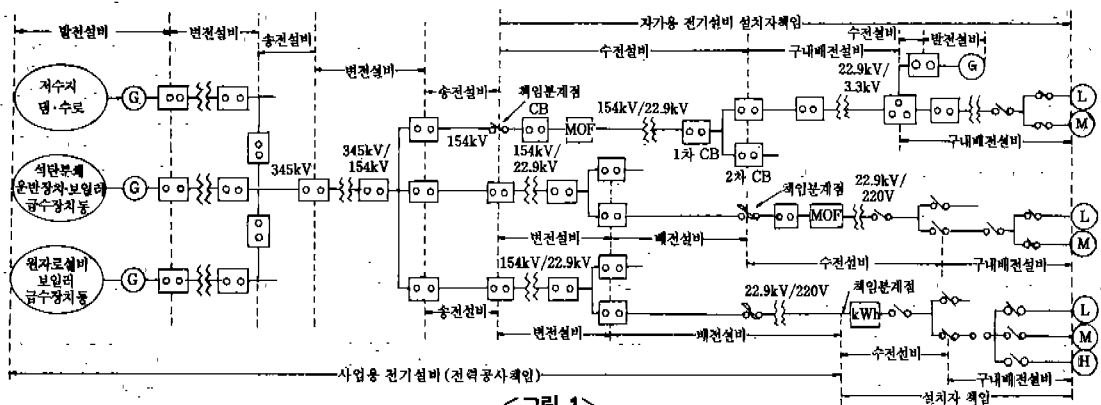 자가용 전기설비 설치자책임
발전설비
변전설비
송전설비
변전설비
송전설비
수전설비
구내배전설비
수전설비
발전설비
저수지
댐·수로
G
책임분계점
CB
154kV
MOF
154kV/22.9kV
1차 CB
2차 CB
22.9kV/
3.3kV
G
L
M
구내배전설비
석탄분쇄
운반장차·보일러
급수장치등
G
345kV
345kV/
154kV
154kV/
22.9kV
변전설비
배전설비
책임분계점
MOF
22.9kV/
220V
L
M
수전설비
구내배전설비
원자로설비
보일러
급수장치등
G
송전설비
154kV/22.9kV
변전설비
배전설비
22.9kV/220V
책임분계점
kWh
L
M
H
수전설비
구내배전설비
사업용 전기설비(전력공사책임)
설치자 책임
<그림 1>